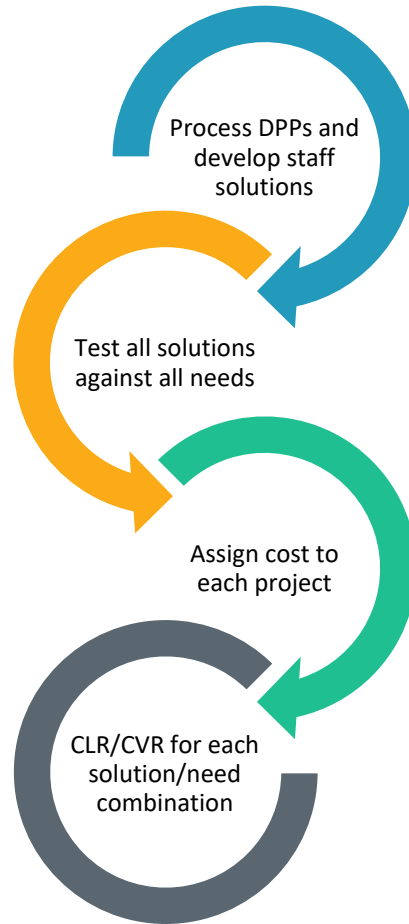 Process DPPs and
develop staff
solutions
Test all solutions
against all needs
Assign cost to
each project
CLR/CVR for each
solution/need
combination